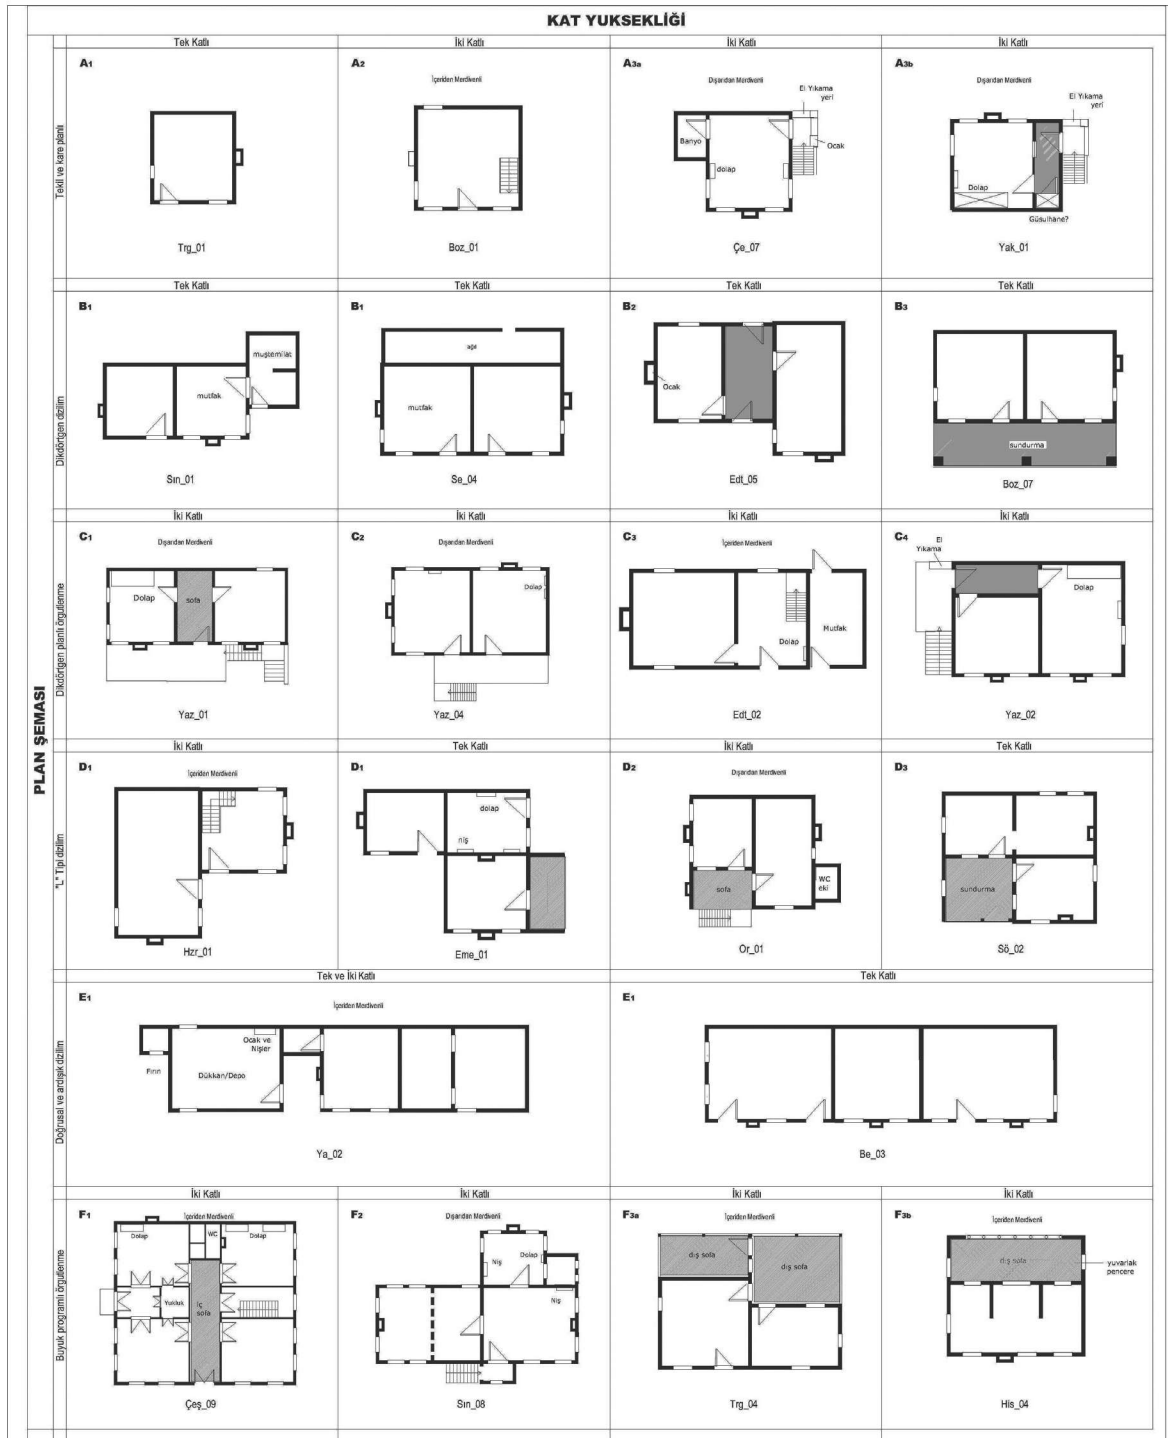 KAT YUKSEKLİĞİ
PLAN ŞEMASI
Tekil ve kare planlı
Tek Katlı
İki Katlı
İki Katlı
İki Katlı
A1
Trg_01
A2
İçeriden Merdivenli
Boz_01
A3a
Dışarıdan Merdivenli
El Yıkama
yeri
Banyo
Ocak
dolap
Çe_07
A3b
Dışarıdan Merdivenli
El Yıkama
yeri
Dolap
Güsulhane?
Yak_01
Dikdörtgen dizilim
Tek Katlı
Tek Katlı
Tek Katlı
Tek Katlı
B1
muştemilat
mutfak
Sın_01
B1
ağıl
mutfak
Se_04
B2
Ocak
Edt_05
B3
sundurma
Boz_07
Dikdörtgen planlı örgutlenme
İki Katlı
İki Katlı
İki Katlı
İki Katlı
C1
Dışarıdan Merdivenli
Dolap
sofa
Yaz_01
C2
Dışarıdan Merdivenli
Dolap
Yaz_04
C3
İçeriden Merdivenli
Dolap
Mutfak
Edt_02
C4
El
Yıkama
Dolap
Yaz_02
"L" Tipi dizilim
İki Katlı
Tek Katlı
İki Katlı
Tek Katlı
D1
İçeriden Merdivenli
Hzr_01
D1
dolap
niş
Eme_01
D2
Dışarıdan Merdivenli
sofa
WC
eki
Or_01
D3
sundurma
Sö_02
Doğrusal ve ardışık dizilim
Tek ve İki Katlı
Tek Katlı
E1
İçeriden Merdivenli
Ocak ve
Nişler
Fırın
Dükkan/Depo
Ya_02
E1
Be_03
Buyuk programlı örgutlenme
İki Katlı
İki Katlı
İki Katlı
İki Katlı
F1
İçeriden Merdivenli
Dolap
WC
Dolap
Yukluk
iç
sofa
Çeş_09
F2
Dışarıdan Merdivenli
Niş
Dolap
Niş
Sın_08
F3a
İçeriden Merdivenli
dış sofa
dış sofa
Trg_04
F3b
İçeriden Merdivenli
dış sofa
yuvarlak
pencere
His_04